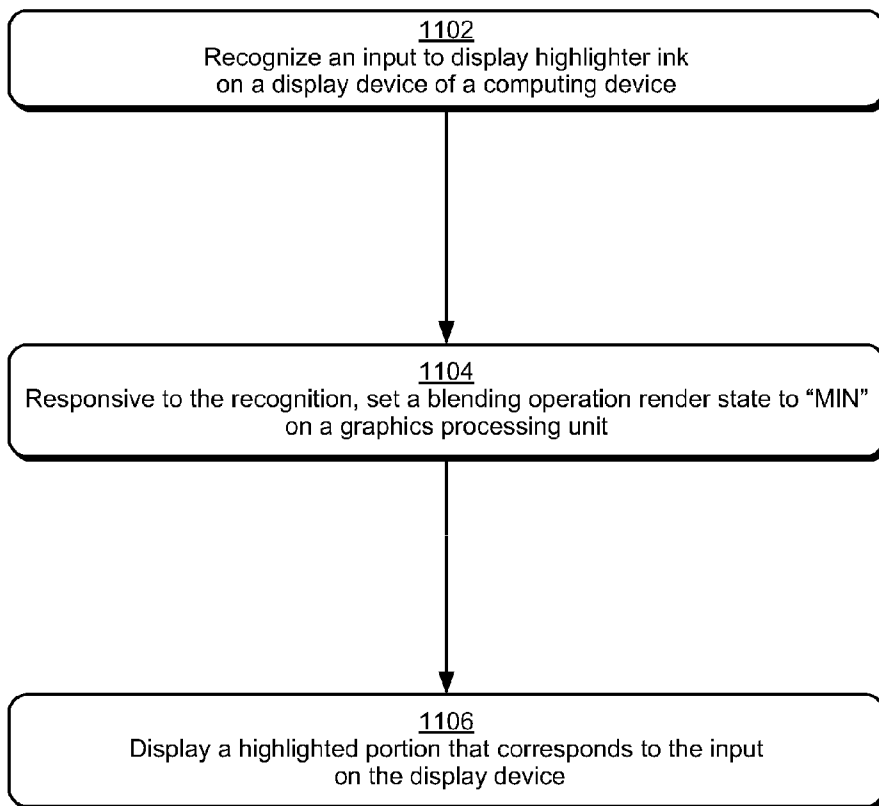 1102
Recognize an input to display highlighter ink
on a display device of a computing device
1104
Responsive to the recognition, set a blending operation render state to “MIN”
on a graphics processing unit
1106
Display a highlighted portion that corresponds to the input
on the display device